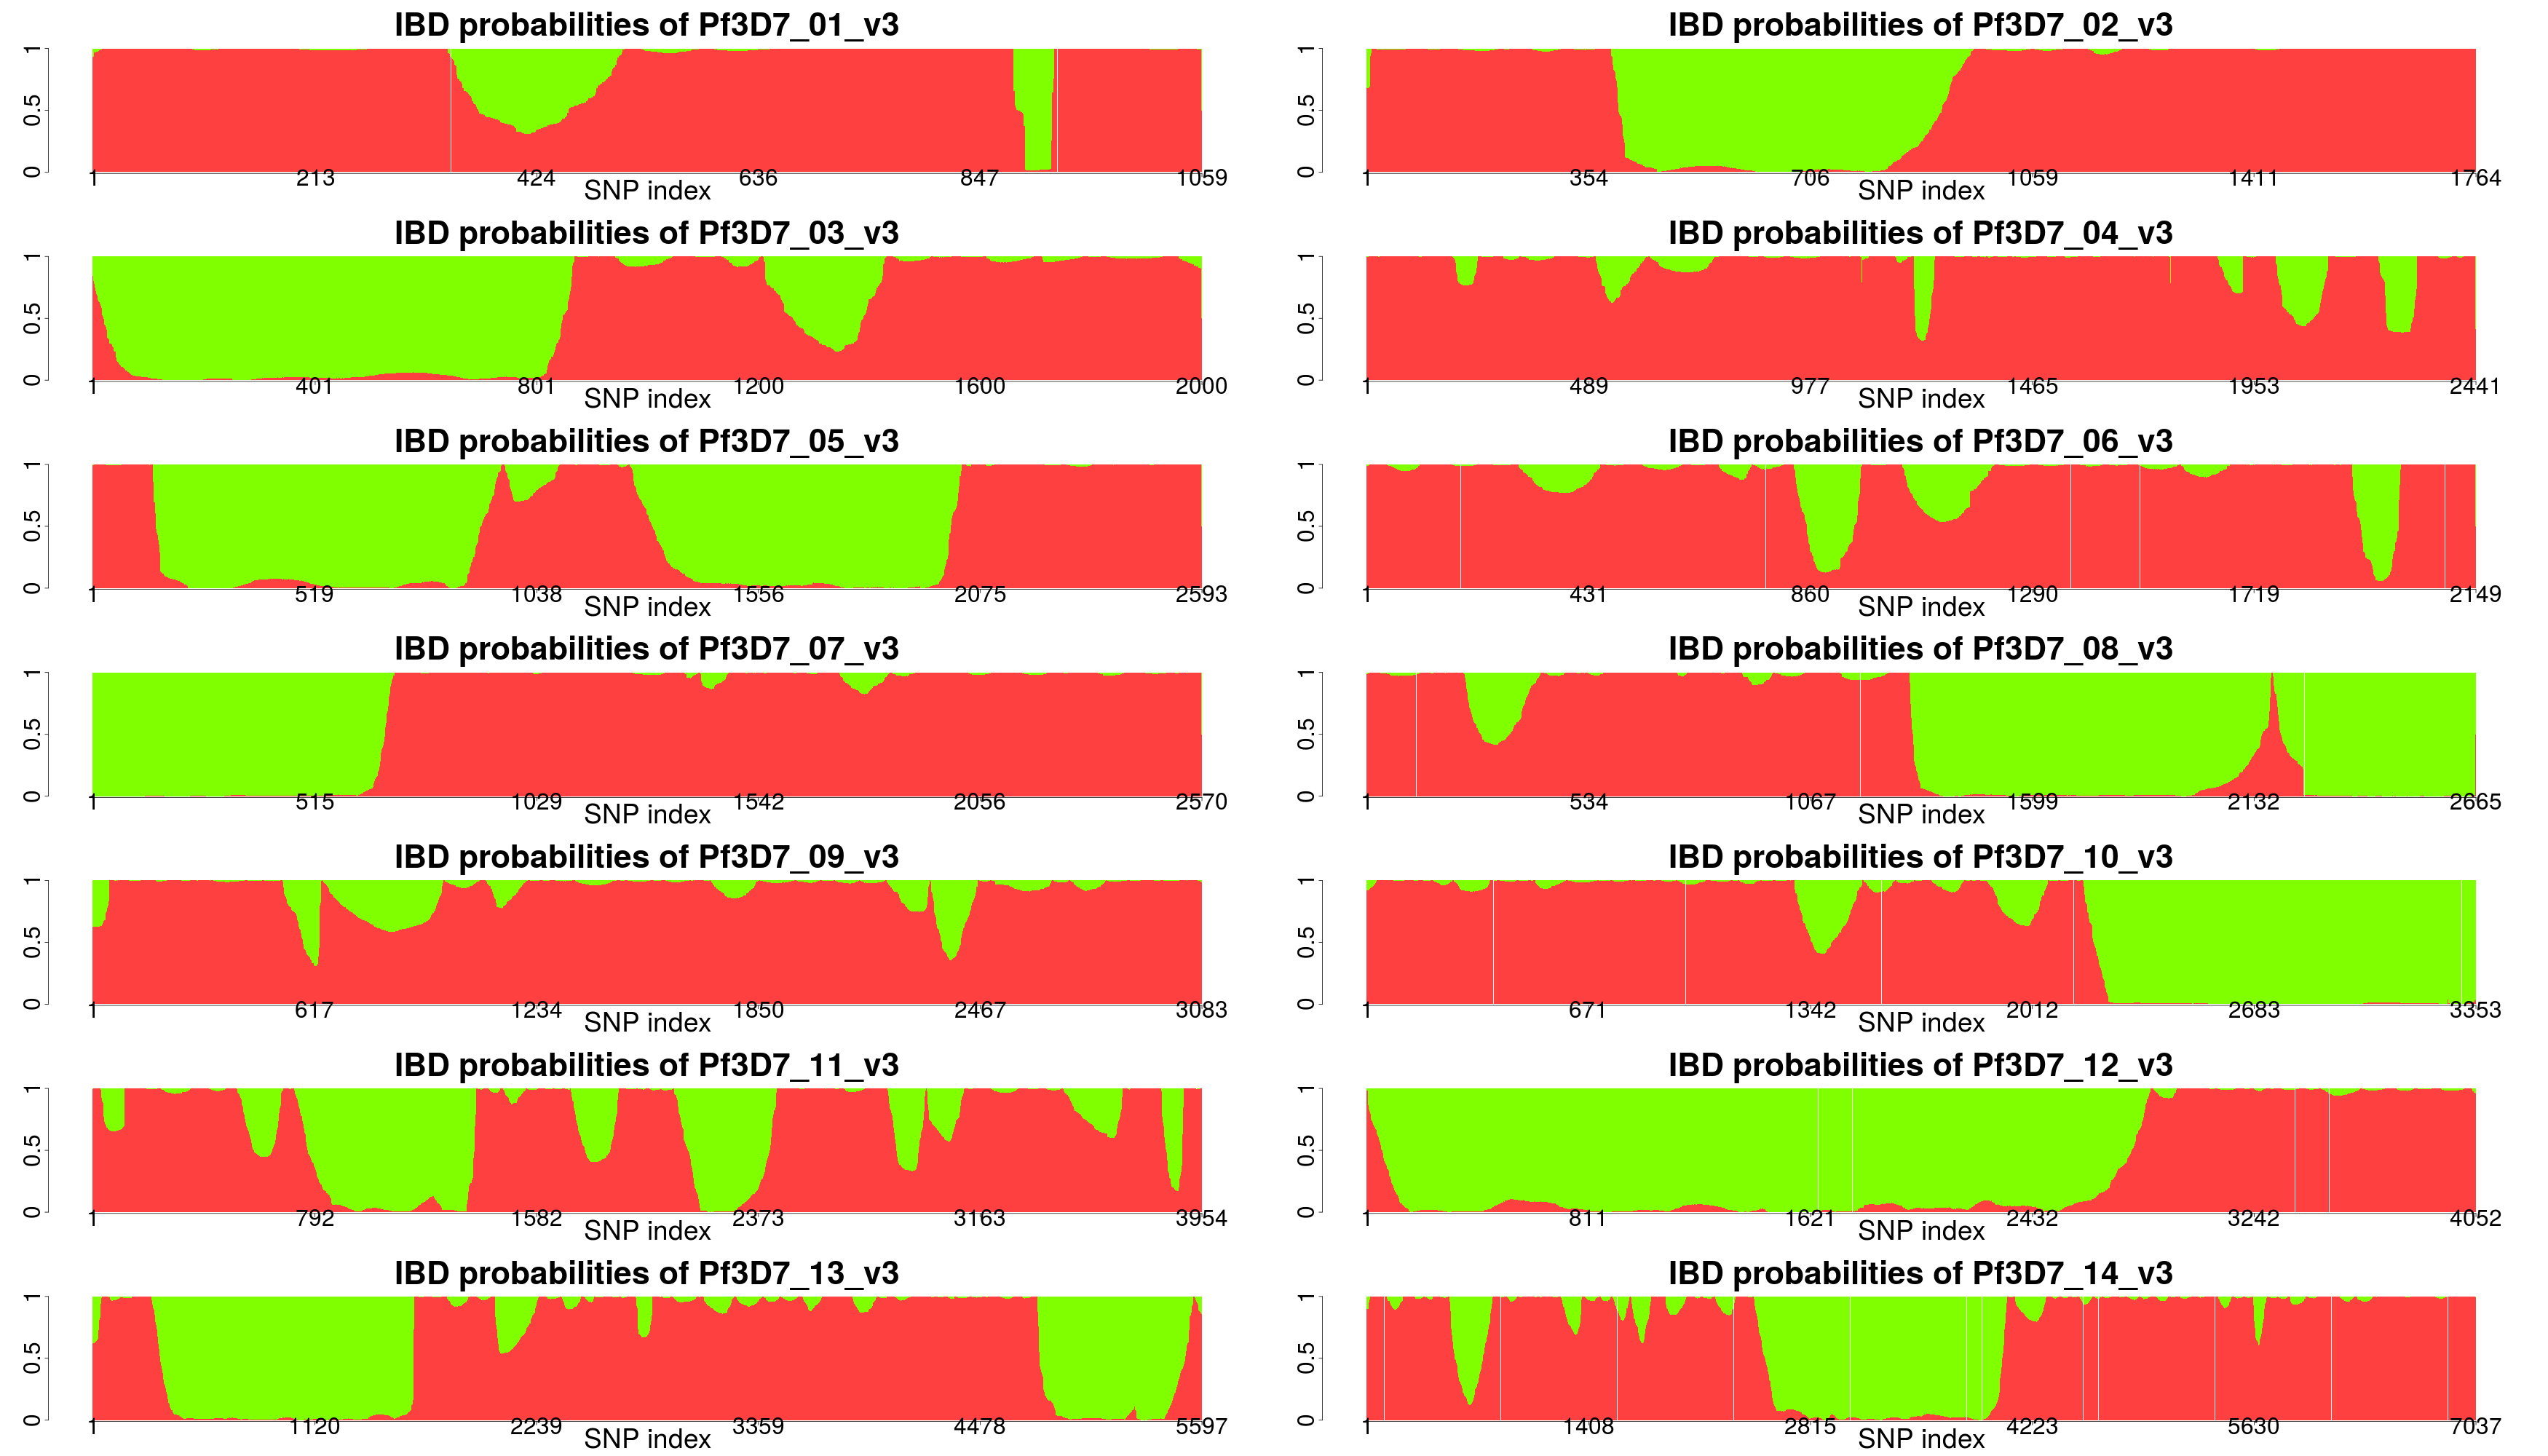 IBD probabilities of Pf3D7_01_v3
1
0.5
0
1 213 424 636 847 1059
SNP index
IBD probabilities of Pf3D7_02_v3
1
0.5
0
1 354 706 1059 1411 1764
SNP index
IBD probabilities of Pf3D7_03_v3
1
0.5
0
1 401 801 1200 1600 2000
SNP index
IBD probabilities of Pf3D7_04_v3
1
0.5
0
1 489 977 1465 1953 2441
SNP index
IBD probabilities of Pf3D7_05_v3
1
0.5
0
1 519 1038 1556 2075 2593
SNP index
IBD probabilities of Pf3D7_06_v3
1
0.5
0
1 431 860 1290 1719 2149
SNP index
IBD probabilities of Pf3D7_07_v3
1
0.5
0
1 515 1029 1542 2056 2570
SNP index
IBD probabilities of Pf3D7_08_v3
1
0.5
0
1 534 1067 1599 2132 2665
SNP index
IBD probabilities of Pf3D7_09_v3
1
0.5
0
1 617 1234 1850 2467 3083
SNP index
IBD probabilities of Pf3D7_10_v3
1
0.5
0
1 671 1342 2012 2683 3353
SNP index
IBD probabilities of Pf3D7_11_v3
1
0.5
0
1 792 1582 2373 3163 3954
SNP index
IBD probabilities of Pf3D7_12_v3
1
0.5
0
1 811 1621 2432 3242 4052
SNP index
IBD probabilities of Pf3D7_13_v3
1
0.5
0
1 1120 2239 3359 4478 5597
SNP index
IBD probabilities of Pf3D7_14_v3
1
0.5
0
1 1408 2815 4223 5630 7037
SNP index